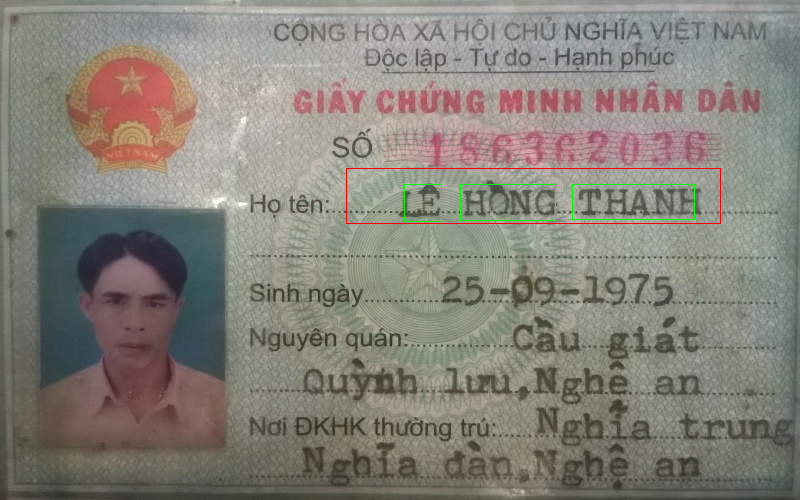 CỘNG HÒA XÃ HỘI CHỦ NGHĨA VIỆT NAM
Độc lập - Tự do - Hạnh phúc
GIẤY CHỨNG MINH NHÂN DÂN
SỐ 186362036
VIỆT NAM
Họ tên: LÊ HỒNG THANH
Sinh ngày 25-09-1975
Nguyên quán: Cầu giát
Quỳnh lưu,Nghệ an
Nơi ĐKHK thường trú: Nghĩa trung
Nghĩa đàn,Nghệ an